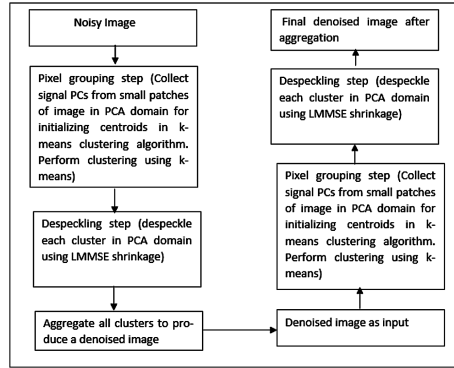 Noisy Image
Pixel grouping step (Collect
signal PCs from small patches
of image in PCA domain for
initializing centroids in k-
means clustering algorithm.
Perform clustering using k-
means)
Despeckling step (despeckle
each cluster in PCA domain
using LMMSE shrinkage)
Aggregate all clusters to pro-
duce a denoised image
Denoised image as input
Pixel grouping step (Collect
signal PCs from small patches
of image in PCA domain for
initializing centroids in k-
means clustering algorithm.
Perform clustering using k-
means)
Despeckling step (despeckle
each cluster in PCA domain
using LMMSE shrinkage)
Final denoised image after
aggregation